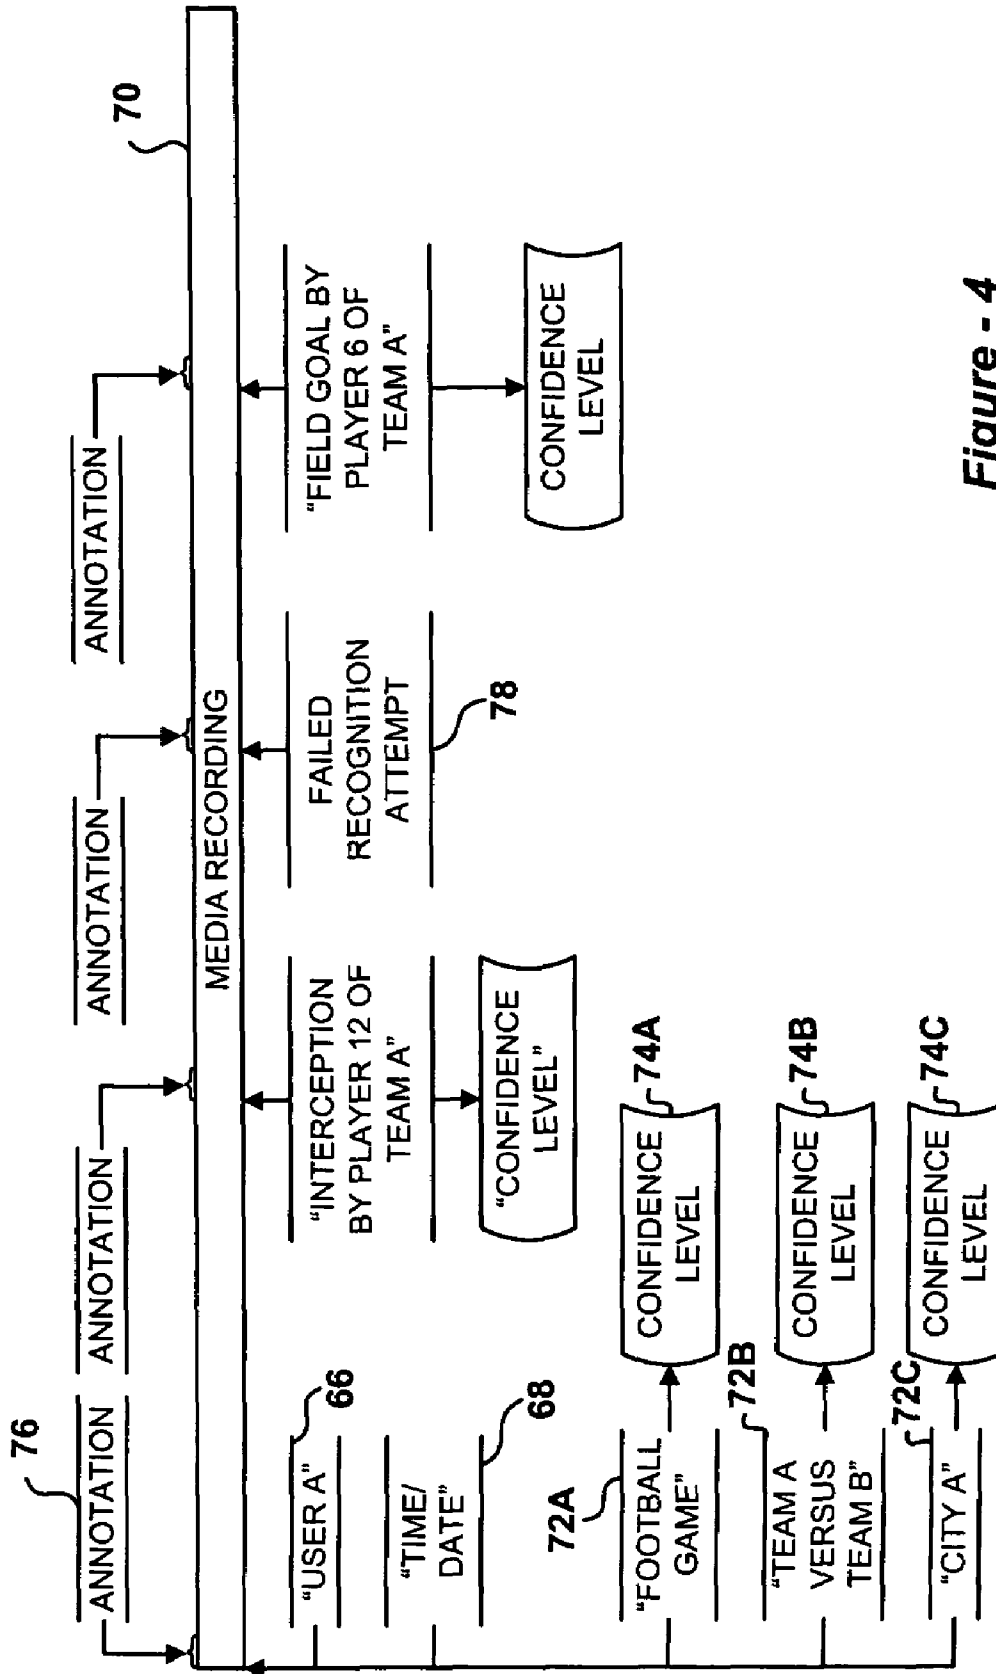 76
ANNOTATION
ANNOTATION
ANNOTATION
ANNOTATION
70
MEDIA RECORDING
"USER A"
66
"TIME/
DATE"
68
"INTERCEPTION
BY PLAYER 12 OF
TEAM A"
"CONFIDENCE
LEVEL"
FAILED
RECOGNITION
ATTEMPT
78
"FIELD GOAL BY
PLAYER 6 OF
TEAM A"
CONFIDENCE
LEVEL
72A
"FOOTBALL
GAME"
CONFIDENCE
LEVEL
74A
72B
"TEAM A
VERSUS
TEAM B"
CONFIDENCE
LEVEL
74B
72C
"CITY A"
CONFIDENCE
LEVEL
74C
Figure - 4